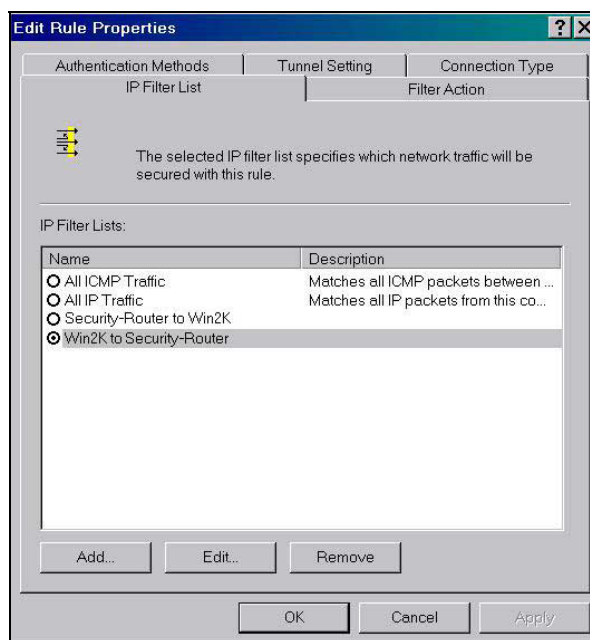 Edit Rule Properties
Authentication Methods Tunnel Setting Connection Type
IP Filter List Filter Action
The selected IP filter list specifies which network traffic will be
secured with this rule.
IP Filter Lists:
Name Description
All ICMP Traffic Matches all ICMP packets between ...
All IP Traffic Matches all IP packets from this co...
Security-Router to Win2K
Win2K to Security-Router
Add... Edit... Remove
OK Cancel Apply